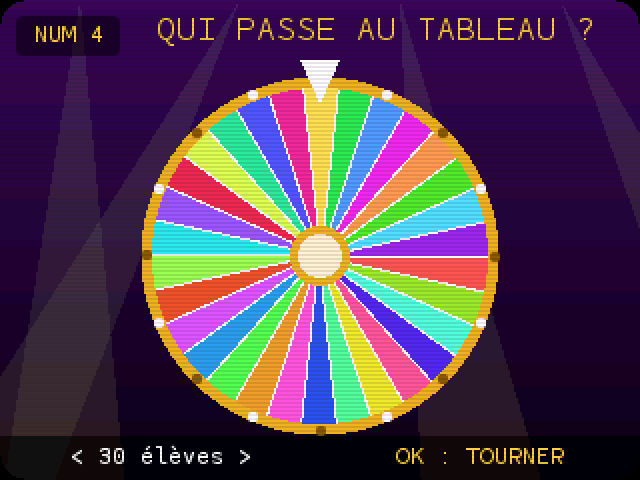 QUI PASSE AU TABLEAU ?
NUM 4
< 30 élèves >
OK : TOURNER